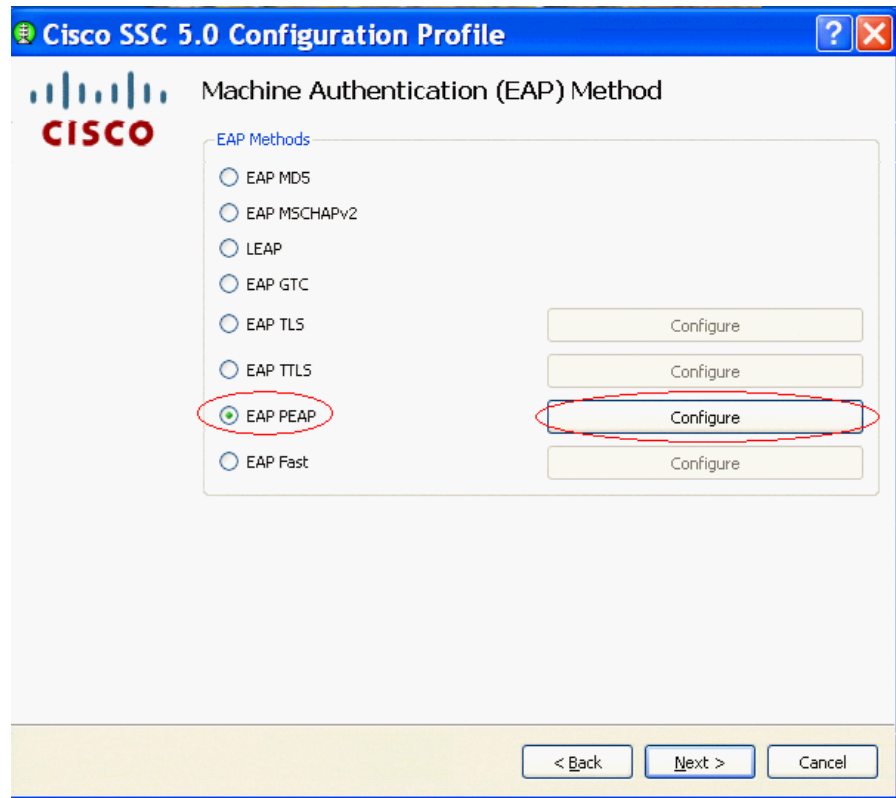 Cisco SSC 5.0 Configuration Profile
?
CISCO
Machine Authentication (EAP) Method
EAP Methods
EAP MD5
EAP MSCHAPv2
LEAP
EAP GTC
EAP TLS Configure
EAP TTLS Configure
EAP PEAP Configure
EAP Fast Configure
< Back Next > Cancel